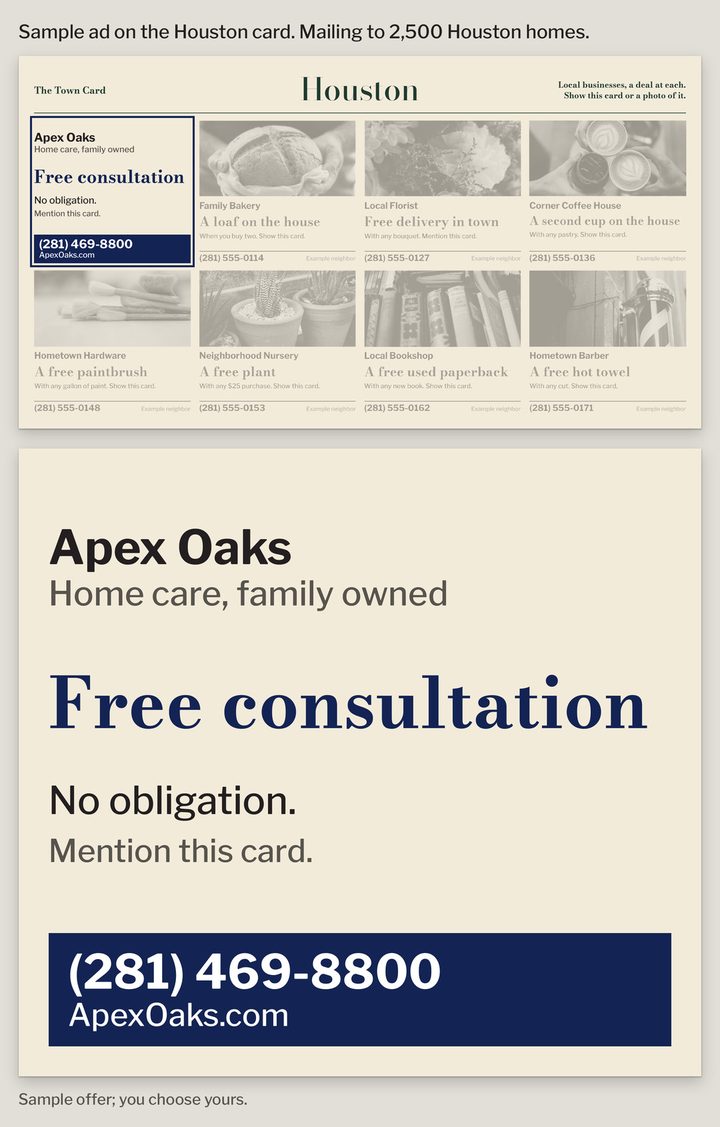 Sample ad on the Houston card. Mailing to 2,500 Houston homes.
The Town Card
Houston
Local businesses, a deal at each.
Show this card or a photo of it.
Apex Oaks
Home care, family owned
Free consultation
No obligation.
Mention this card.
(281) 469-8800
ApexOaks.com
Family Bakery
A loaf on the house
When you buy two. Show this card.
(281) 555-0114
Example neighbor
Local Florist
Free delivery in town
With any bouquet. Mention this card.
(281) 555-0127
Example neighbor
Corner Coffee House
A second cup on the house
With any pastry. Show this card.
(281) 555-0136
Example neighbor
Hometown Hardware
A free paintbrush
With any gallon of paint. Show this card.
(281) 555-0148
Example neighbor
Neighborhood Nursery
A free plant
With any $25 purchase. Show this card.
(281) 555-0153
Example neighbor
Local Bookshop
A free used paperback
With any new book. Show this card.
(281) 555-0162
Example neighbor
Hometown Barber
A free hot towel
With any cut. Show this card.
(281) 555-0171
Example neighbor
Apex Oaks
Home care, family owned
Free consultation
No obligation.
Mention this card.
(281) 469-8800
ApexOaks.com
Sample offer; you choose yours.